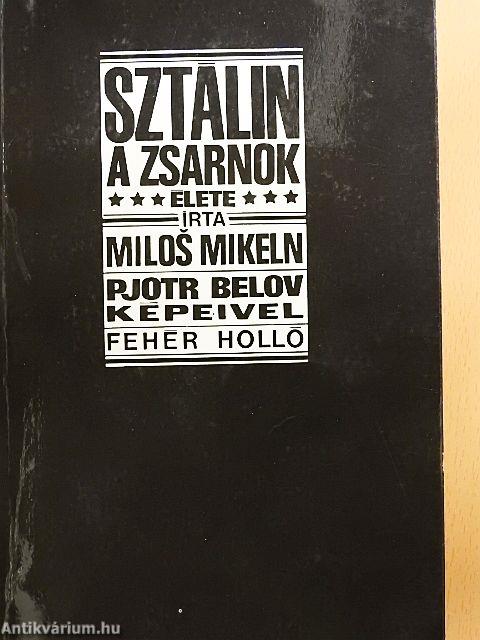 SZTÁLIN
A ZSARNOK
★★★ ÉLETE ★★★
ÍRTA
MILOŠ MIKELN
PJOTR BELOV
KÉPEIVEL
FEHÉR HOLLÓ
Antikvárium.hu